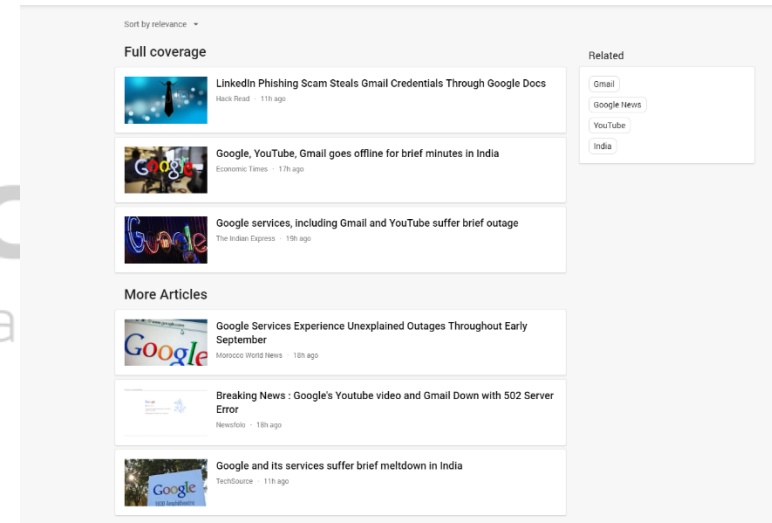 Sort by relevance
Full coverage
LinkedIn Phishing Scam Steals Gmail Credentials Through Google Docs
Hack Read · 11h ago
Google
Google, YouTube, Gmail goes offline for brief minutes in India
Economic Times · 17h ago
Google
Google services, including Gmail and YouTube suffer brief outage
The Indian Express · 19h ago
More Articles
Google
Google Services Experience Unexplained Outages Throughout Early
September
Morocco World News · 18h ago
Breaking News : Google's Youtube video and Gmail Down with 502 Server
Error
Newsfolo · 18h ago
Google
Google and its services suffer brief meltdown in India
TechSource · 11h ago
Related
Gmail
Google News
YouTube
India